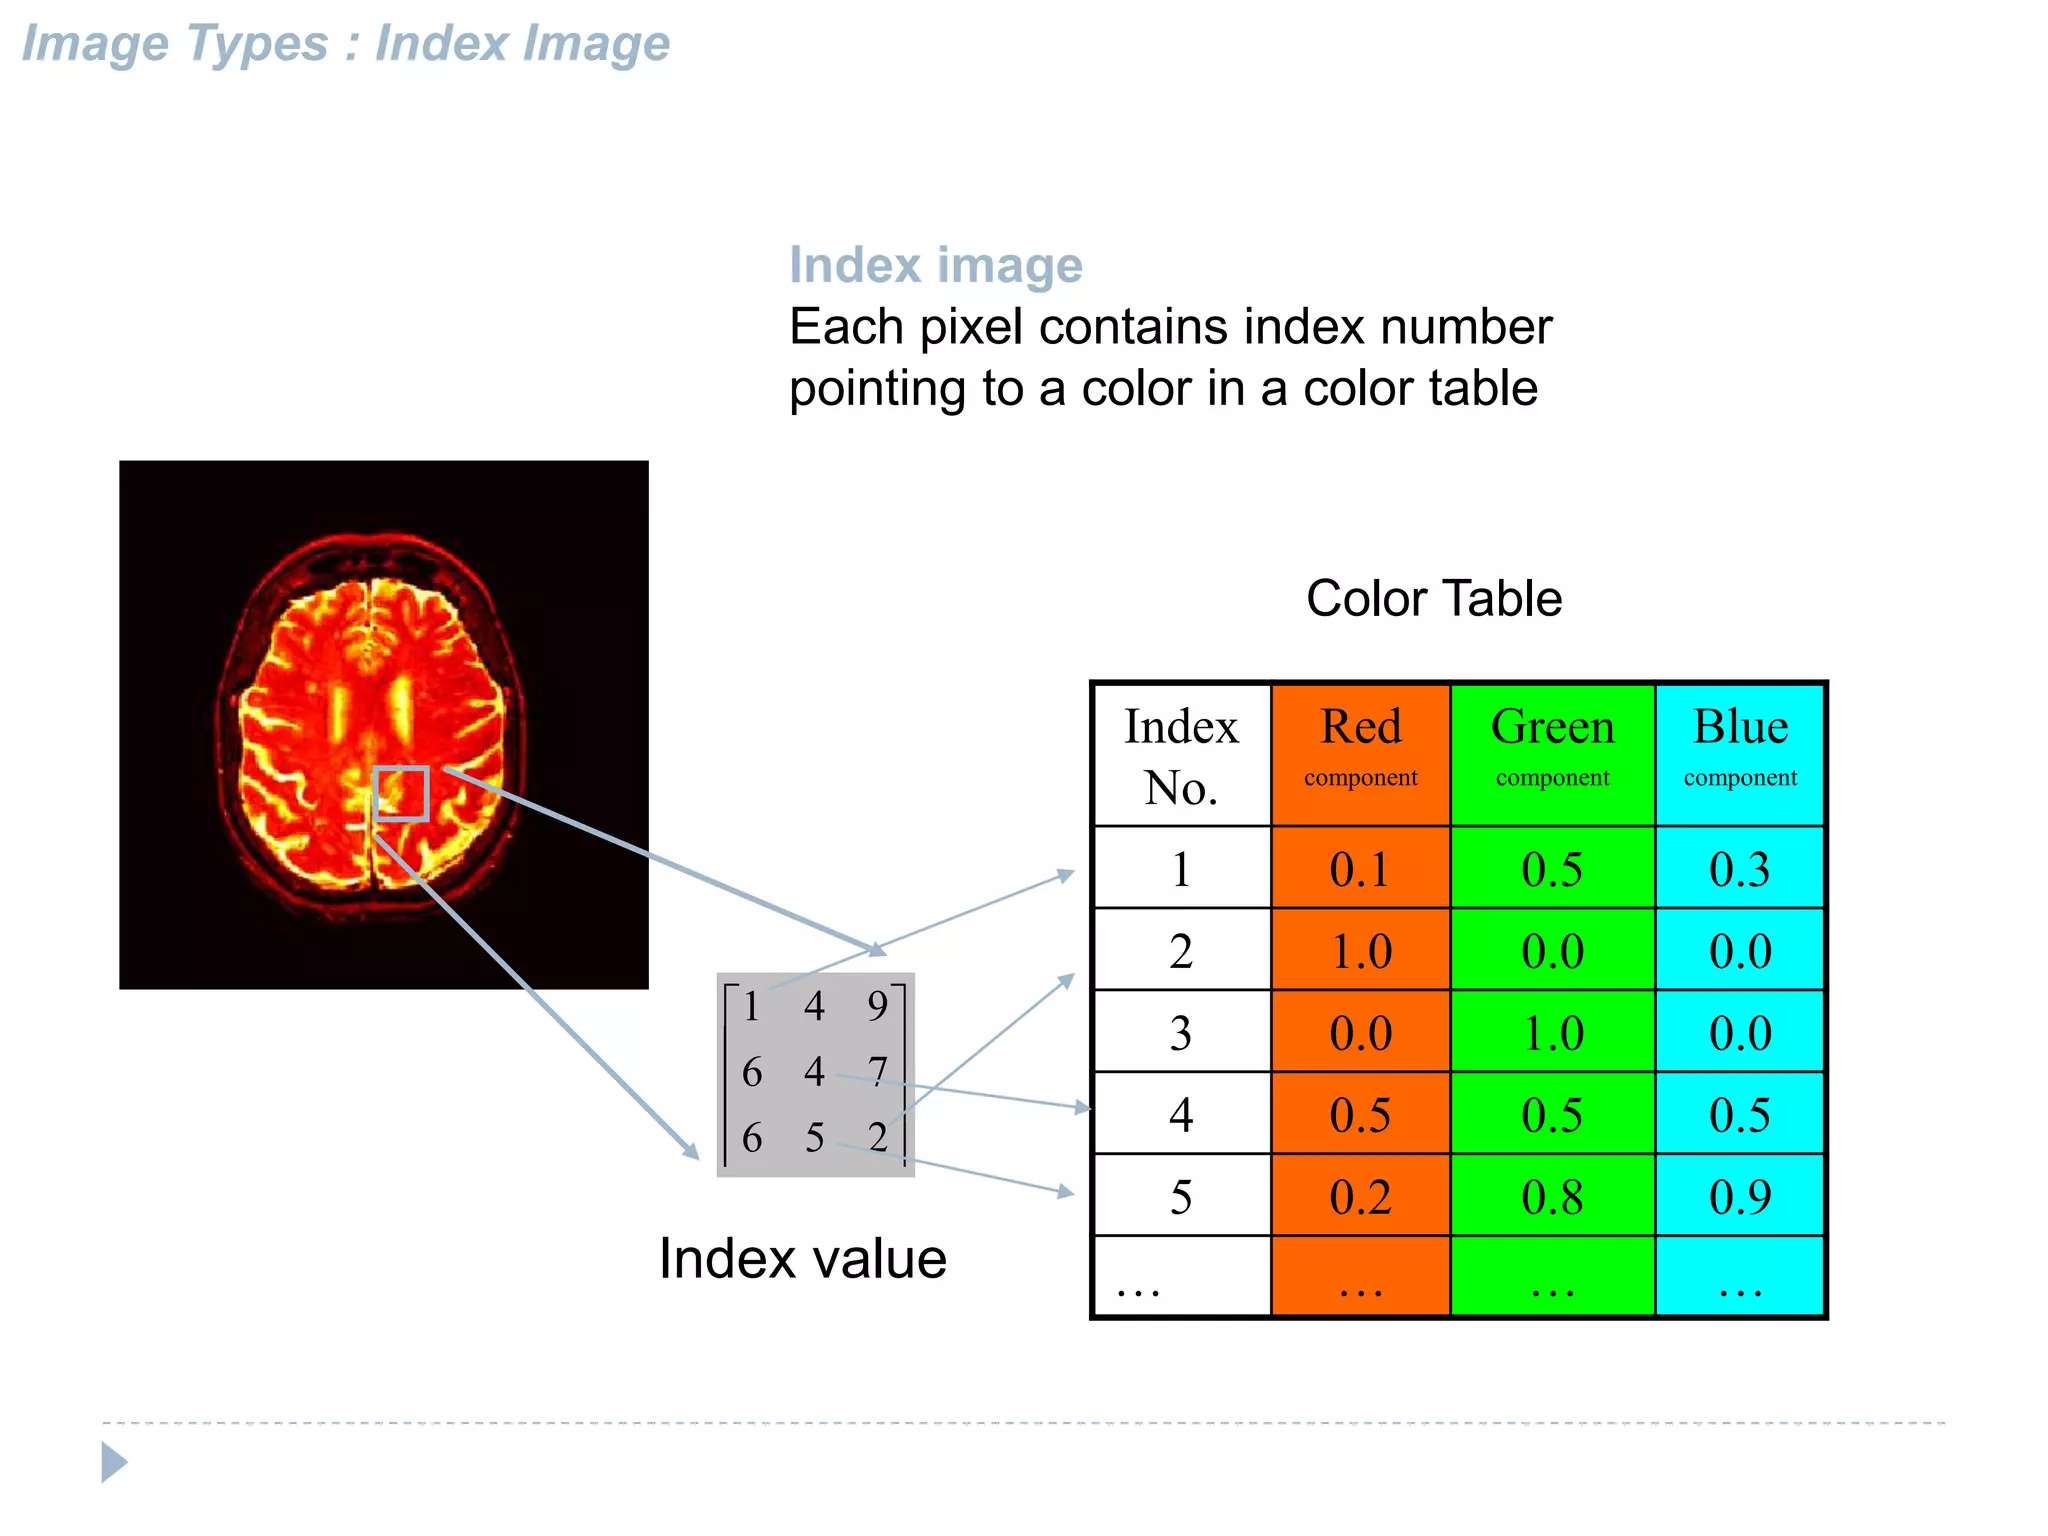 Image Types : Index Image
Index image
Each pixel contains index number
pointing to a color in a color table
Color Table
Index No. Red component Green component Blue component
1 0.1 0.5 0.3
2 1.0 0.0 0.0
3 0.0 1.0 0.0
4 0.5 0.5 0.5
5 0.2 0.8 0.9
… … … …
1 4 9
6 4 7
6 5 2
Index value